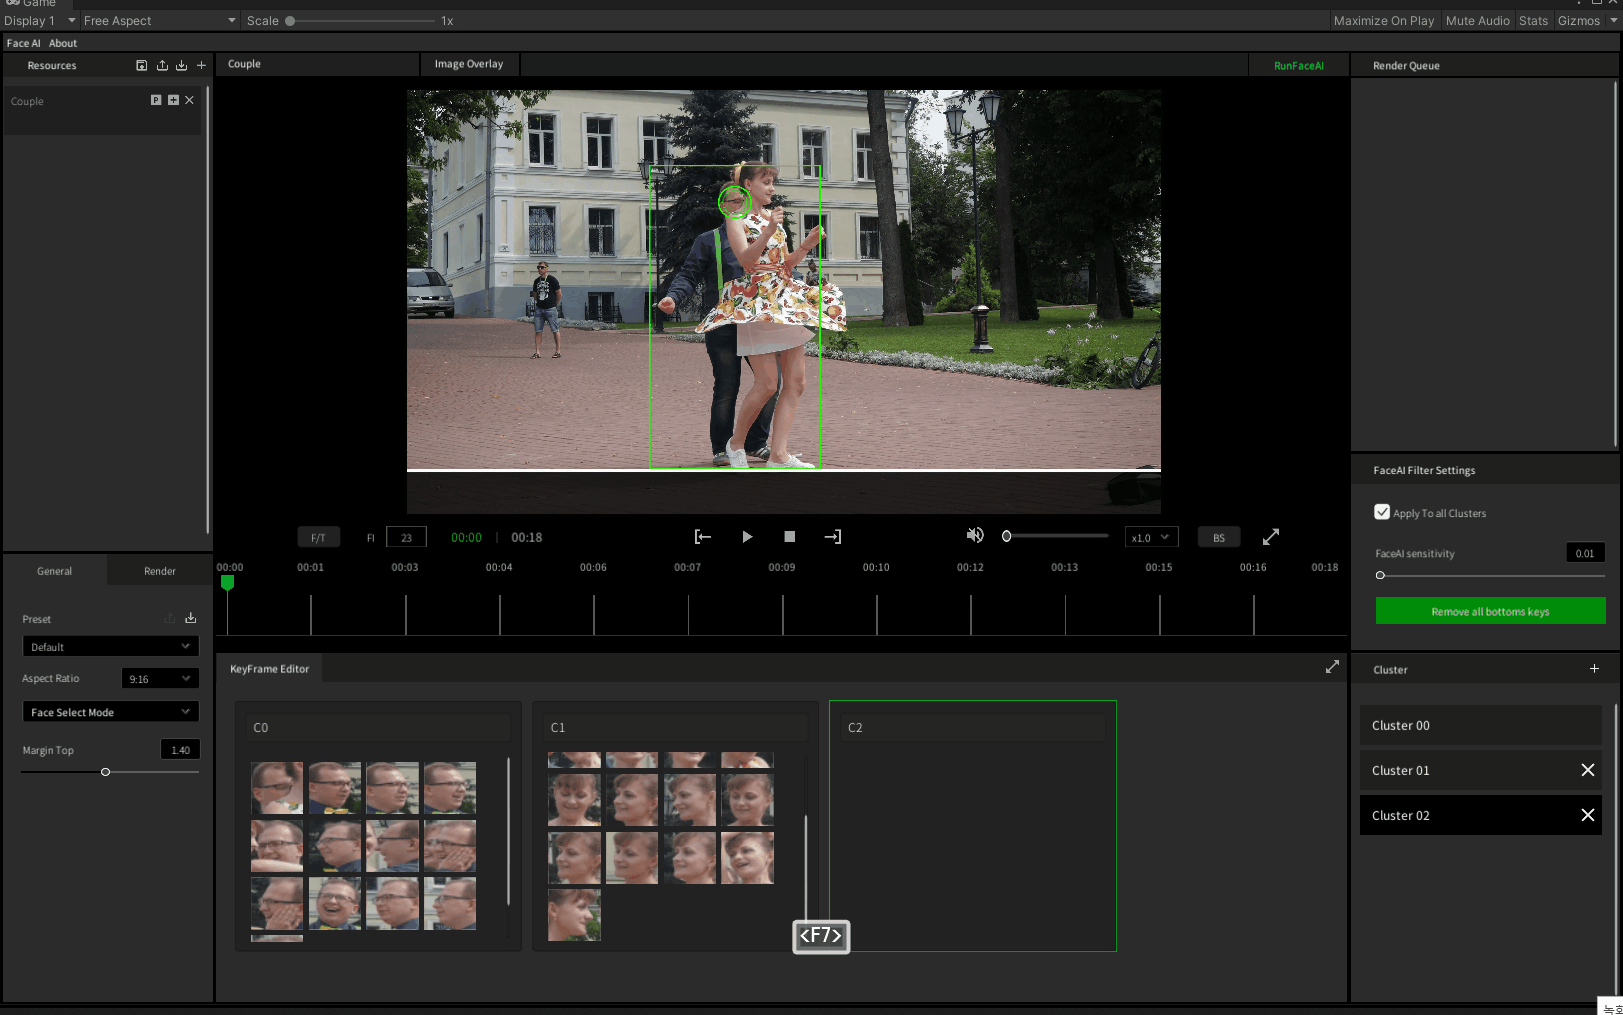 Game
Display 1 Free Aspect Scale 1x Maximize On Play Mute Audio Stats Gizmos
Face AI About
Resources
Couple Image Overlay RunFaceAI Render Queue
Couple P
F/T FI 23 00:00 | 00:18 x1.0 BS
00:00 00:01 00:03 00:04 00:06 00:07 00:09 00:10 00:12 00:13 00:15 00:16 00:18
General Render
Preset
Default
Aspect Ratio 9:16
Face Select Mode
Margin Top 1.40
KeyFrame Editor
C0 C1 C2
<F7>
FaceAI Filter Settings
Apply To all Clusters
FaceAI sensitivity 0.01
Remove all bottoms keys
Cluster
Cluster 00
Cluster 01
Cluster 02